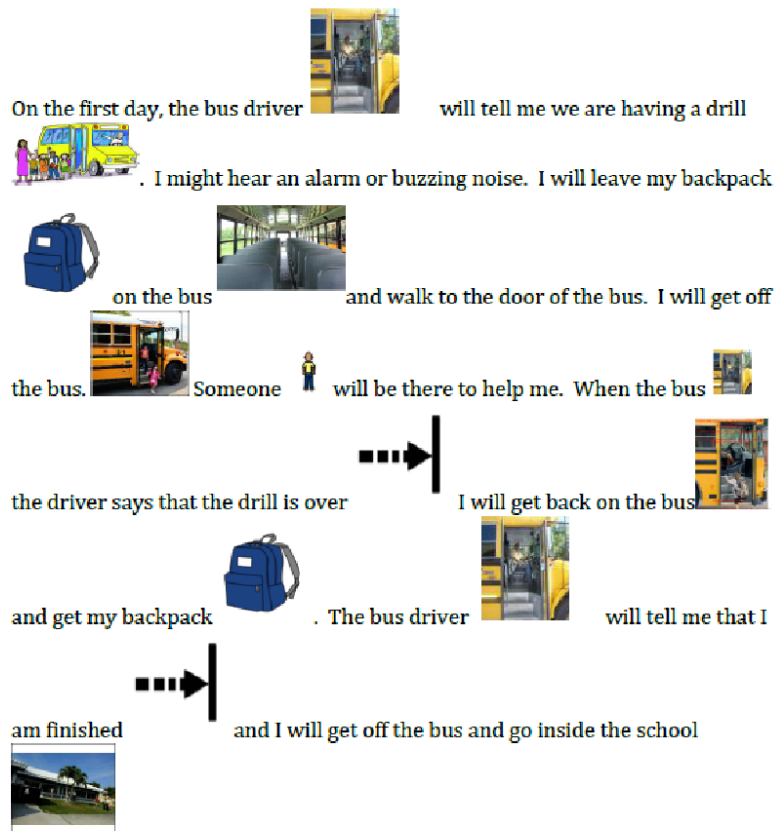 On the first day, the bus driver will tell me we are having a drill
. I might hear an alarm or buzzing noise. I will leave my backpack
on the bus and walk to the door of the bus. I will get off
the bus. Someone will be there to help me. When the bus
the driver says that the drill is over I will get back on the bus
and get my backpack . The bus driver will tell me that I
am finished and I will get off the bus and go inside the school